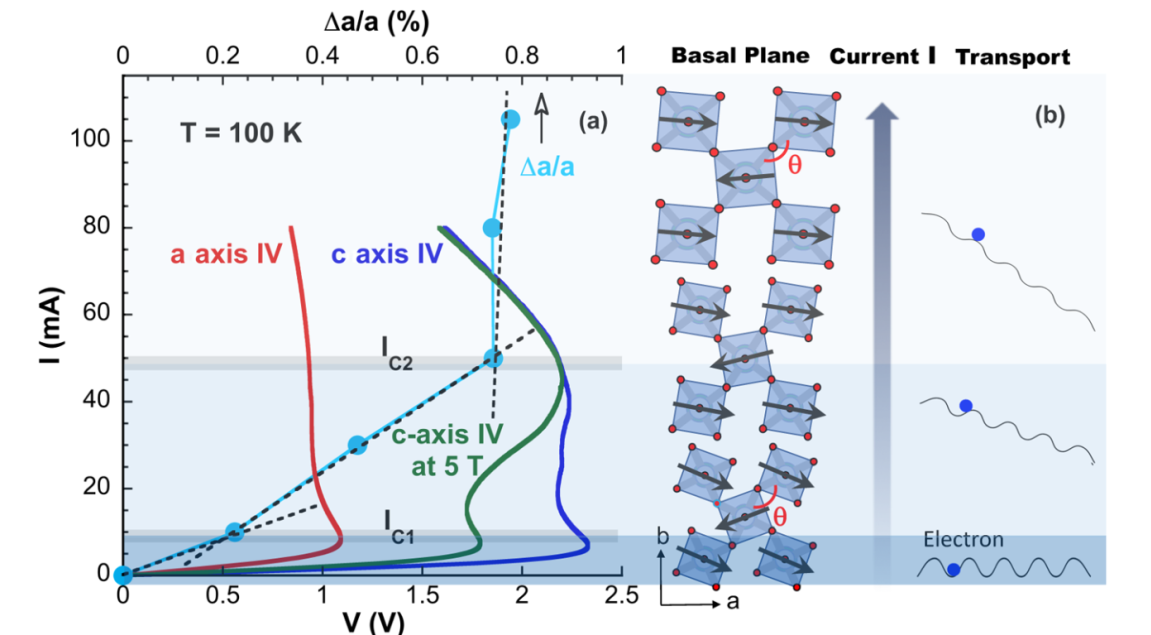 Δa/a (%)
0 0.2 0.4 0.6 0.8 1
Basal Plane Current I Transport
T = 100 K
(a)
(b)
Δa/a
θ
100
80
60
40
20
0
I (mA)
a axis IV
c axis IV
I_C2
c-axis IV
at 5 T
I_C1
θ
b
a
Electron
0 0.5 1 1.5 2 2.5
V (V)